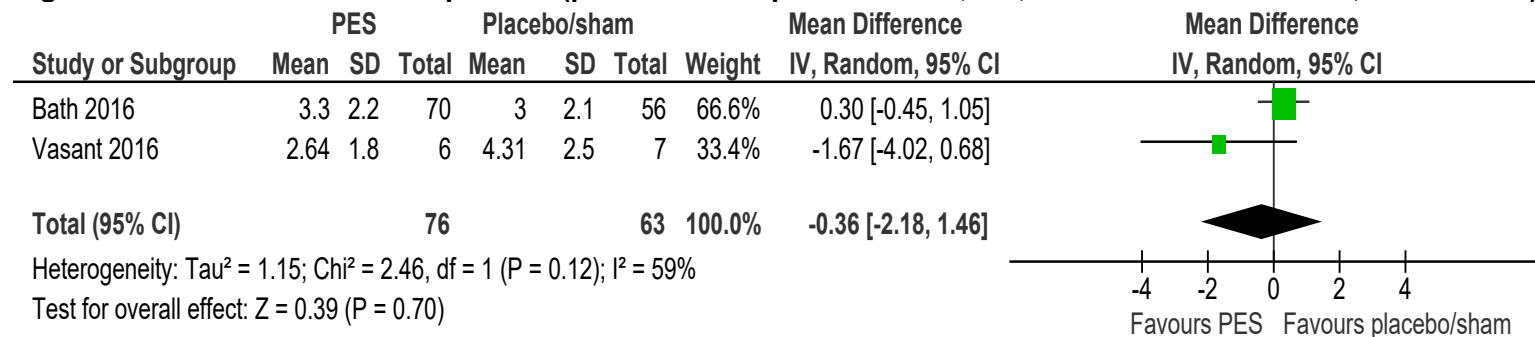 PES Placebo/sham Mean Difference Mean Difference
Study or Subgroup Mean SD Total Mean SD Total Weight IV, Random, 95% CI IV, Random, 95% CI
Bath 2016 3.3 2.2 70 3 2.1 56 66.6% 0.30 [-0.45, 1.05]
Vasant 2016 2.64 1.8 6 4.31 2.5 7 33.4% -1.67 [-4.02, 0.68]
Total (95% CI) 76 63 100.0% -0.36 [-2.18, 1.46]
Heterogeneity: Tau² = 1.15; Chi² = 2.46, df = 1 (P = 0.12); I² = 59%
Test for overall effect: Z = 0.39 (P = 0.70)
-4 -2 0 2 4
Favours PES Favours placebo/sham